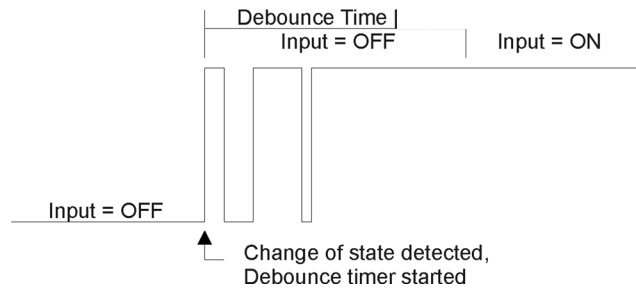 Debounce Time
Input = OFF
Input = ON
Input = OFF
Change of state detected,
Debounce timer started